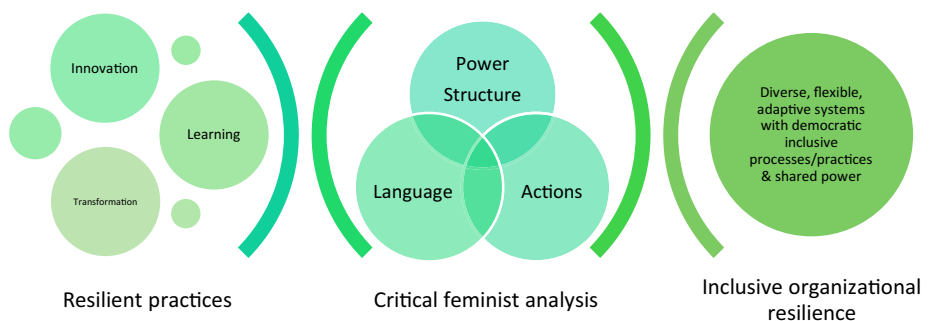 Innovation
Learning
Transformation
Resilient practices
Power
Structure
Language
Actions
Critical feminist analysis
Diverse, flexible,
adaptive systems
with democratic
inclusive
processes/practices
& shared power
Inclusive organizational
resilience